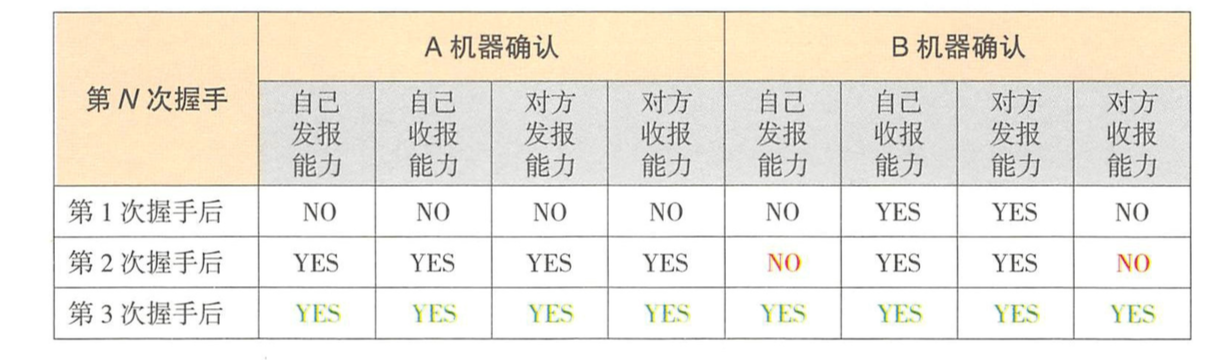 第 N 次握手
A 机器确认
B 机器确认
自己
发报
能力
自己
收报
能力
对方
发报
能力
对方
收报
能力
自己
发报
能力
自己
收报
能力
对方
发报
能力
对方
收报
能力
第 1 次握手后 NO NO NO NO NO YES YES NO
第 2 次握手后 YES YES YES YES NO YES YES NO
第 3 次握手后 YES YES YES YES YES YES YES YES